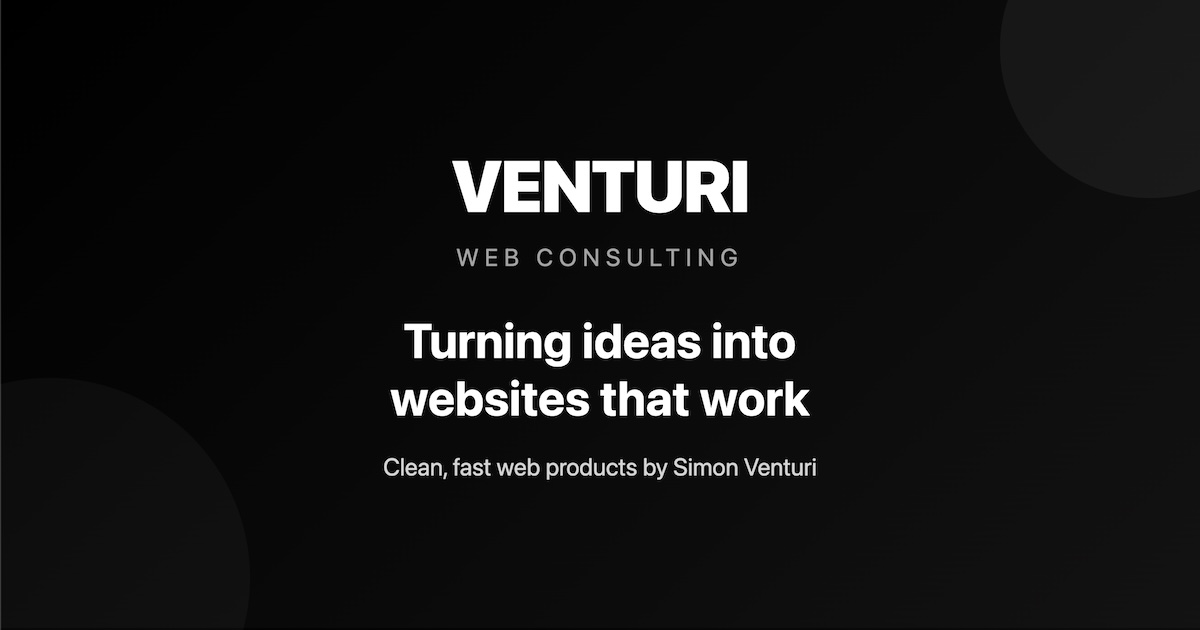 VENTURI
WEB CONSULTING
Turning ideas into
websites that work
Clean, fast web products by Simon Venturi